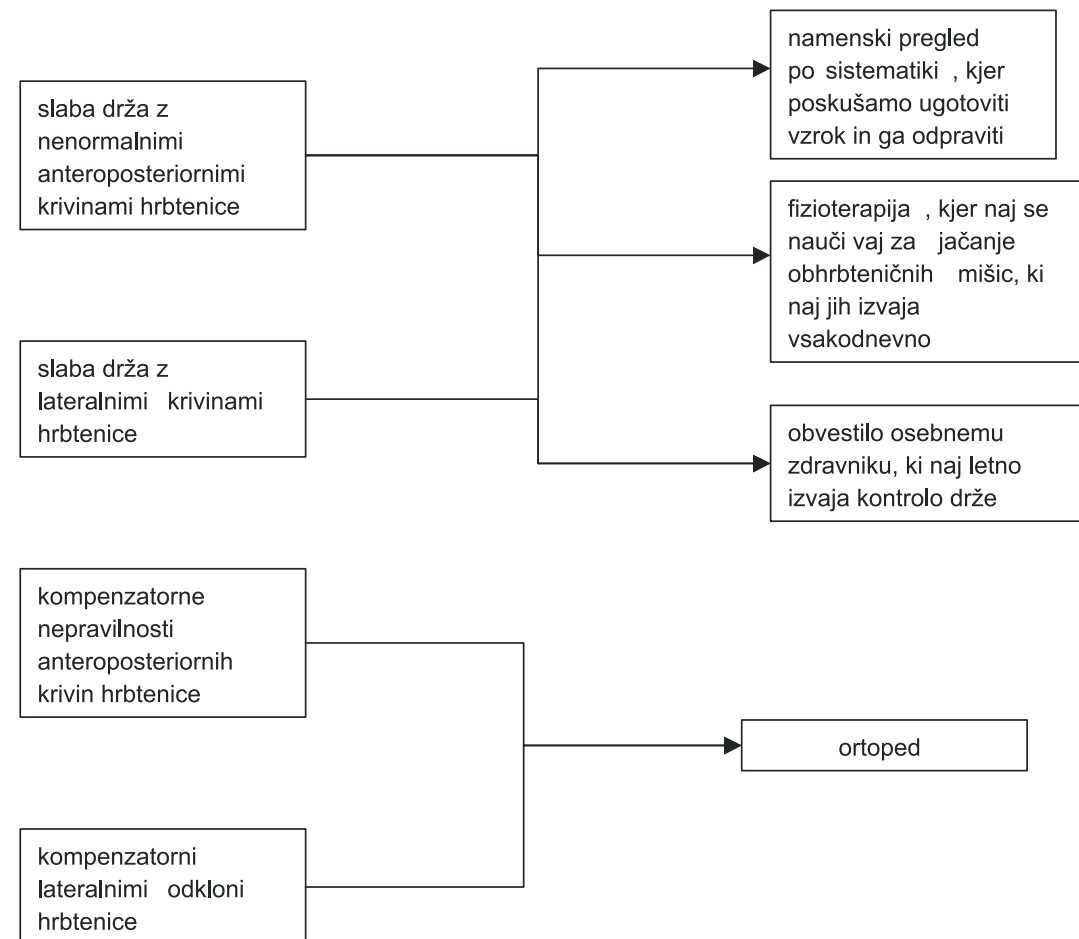 slaba drža z
nenormalnimi
anteroposteriornimi
krivinami hrbtenice
slaba drža z
lateralnimi krivinami
hrbtenice
namenski pregled
po sistematiki , kjer
poskušamo ugotoviti
vzrok in ga odpraviti
fizioterapija , kjer naj se
nauči vaj za jačanje
obhrbteničnih mišic, ki
naj jih izvaja
vsakodnevno
obvestilo osebnemu
zdravniku, ki naj letno
izvaja kontrolo drže
kompenzatorne
nepravilnosti
anteroposteriornih
krivin hrbtenice
kompenzatorni
lateralnimi odkloni
hrbtenice
ortoped